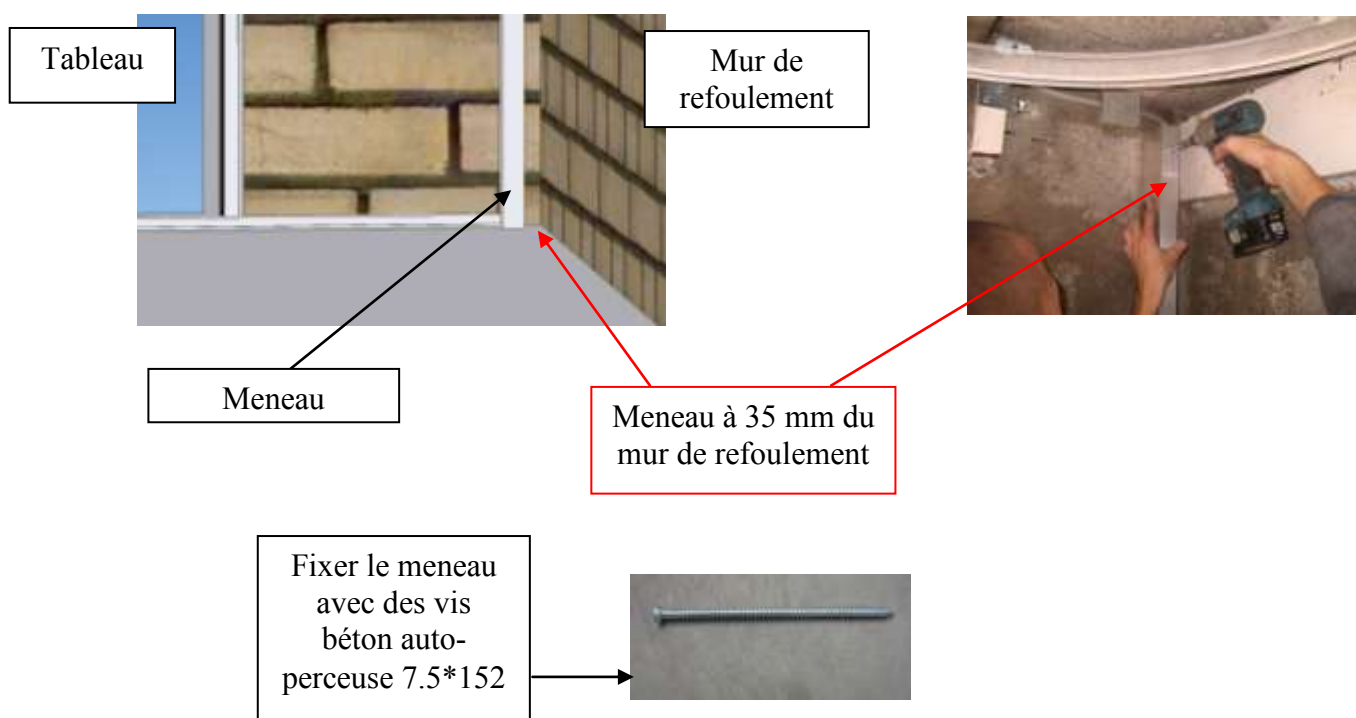 Tableau
Mur de
refoulement
Meneau
Meneau à 35 mm du
mur de refoulement
Fixer le meneau
avec des vis
béton auto-
perceuse 7.5*152